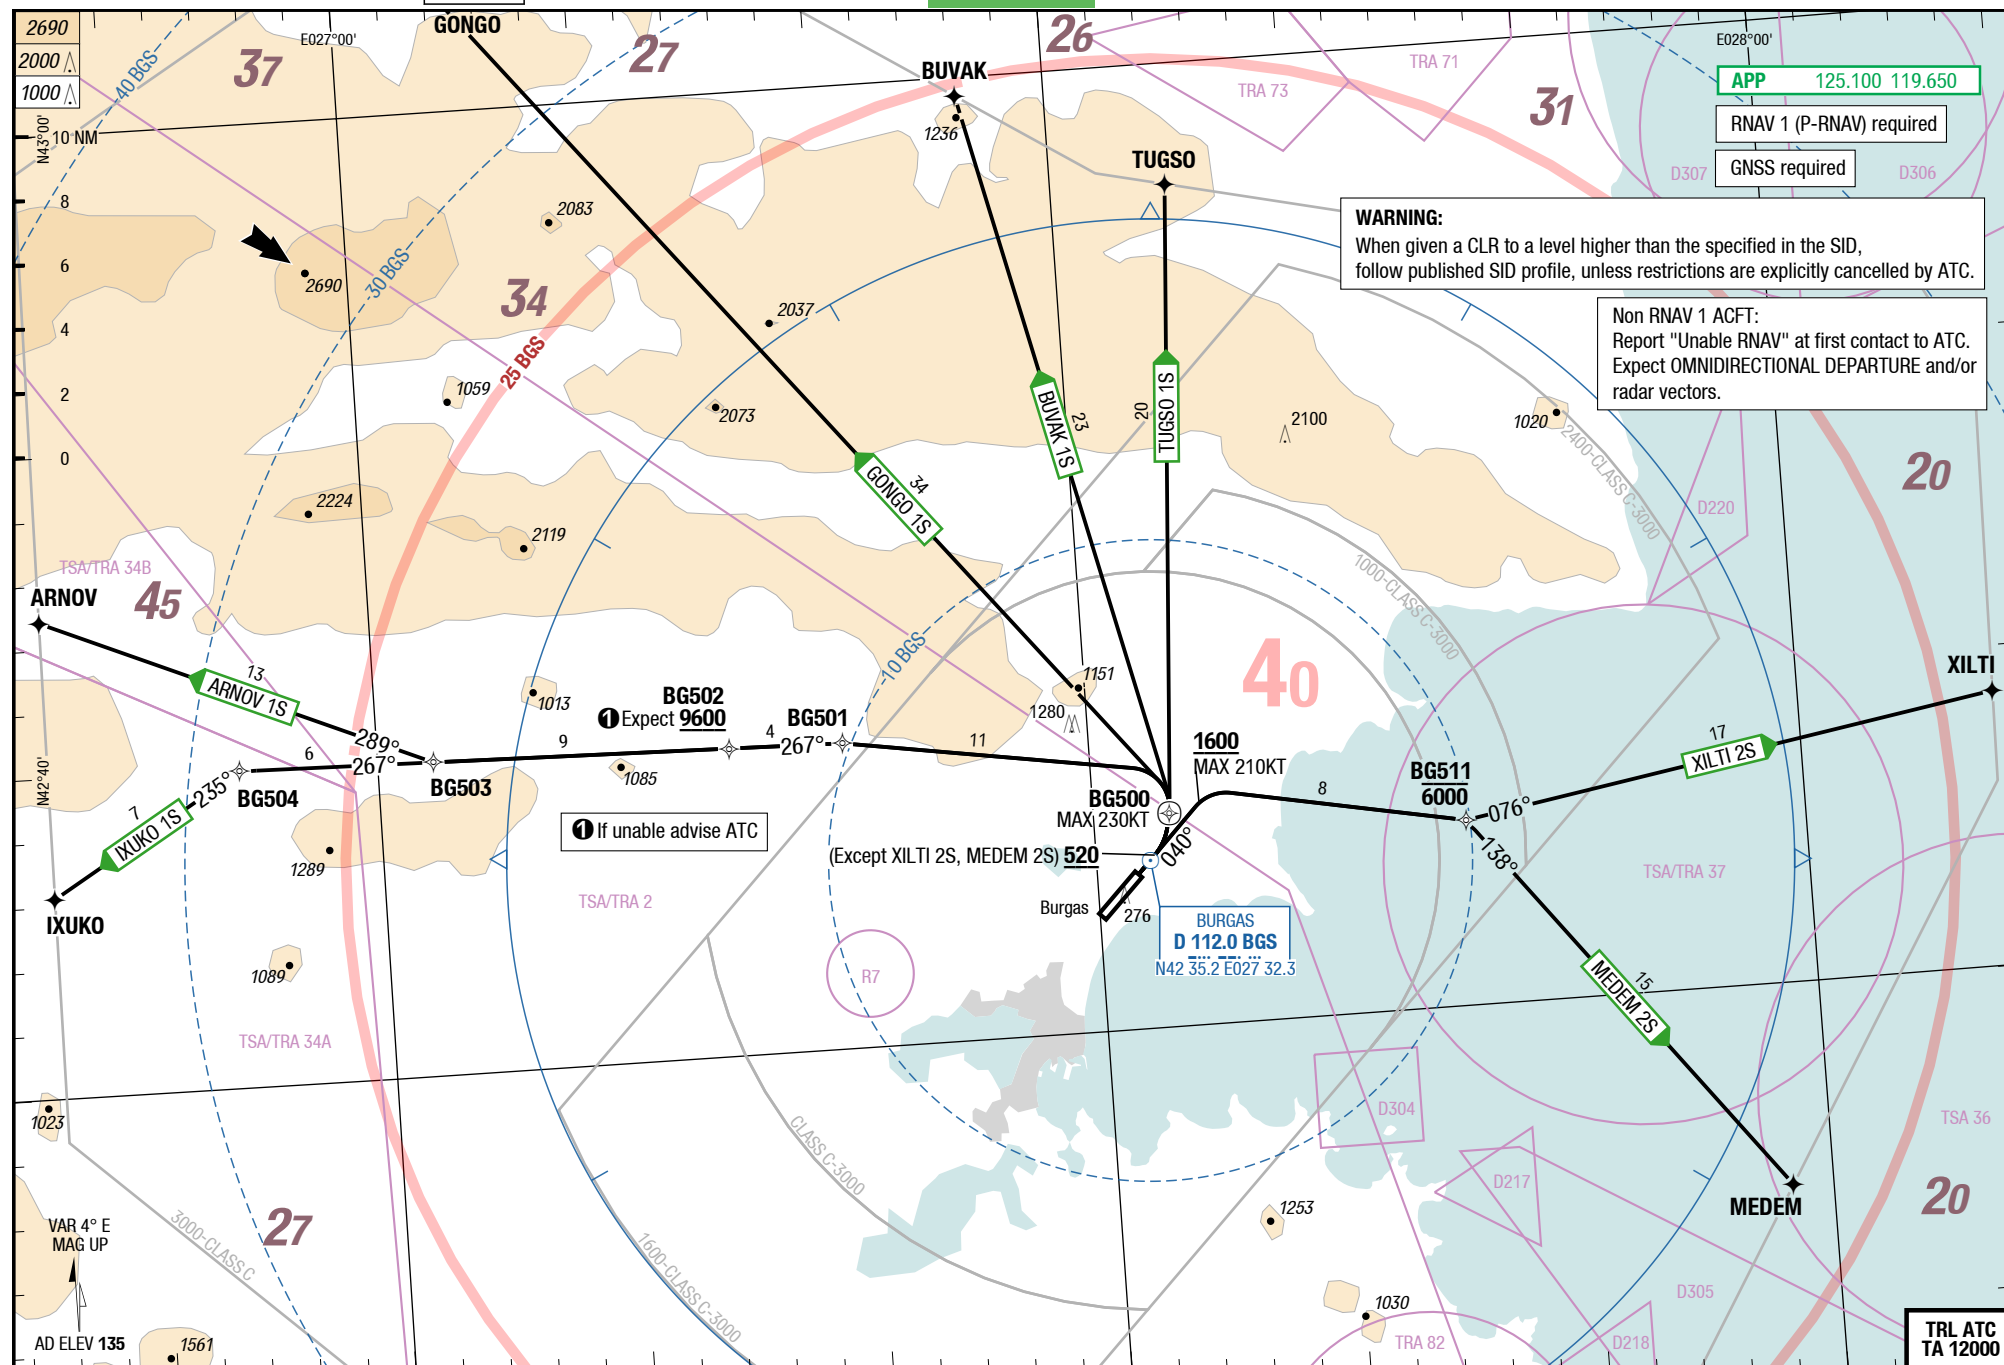 2690
2000
1000
GONGO
E027°00'
E028°00'
37
27
26
31
40 BGS
N43°00'
10 NM
8
6
4
2
0
BUVAK
1236
TRA 73
TRA 71
APP 125.100 119.650
RNAV 1 (P-RNAV) required
GNSS required
D307
D306
TUGSO
WARNING:
When given a CLR to a level higher than the specified in the SID,
follow published SID profile, unless restrictions are explicitly cancelled by ATC.
Non RNAV 1 ACFT:
Report "Unable RNAV" at first contact to ATC.
Expect OMNIDIRECTIONAL DEPARTURE and/or
radar vectors.
2083
2690
30 BGS
34
2037
25 BGS
1059
2073
2224
2119
GONGO 1S
34
BUVAK 1S
23
TUGSO 1S
20
2100
1020
2400-CLASS C-3000
20
D220
1000-CLASS C-3000
TSA/TRA 34B
ARNOV
45
13
ARNOV 1S
289°
1013
10 BGS
1151
1280
40
XILTI
BG502
❶ Expect 9600
BG501
4
267°
9
11
6
267°
BG503
BG504
235°
7
IXUKO 1S
IXUKO
N42°40'
1085
❶ If unable advise ATC
1289
1600
MAX 210KT
BG500
MAX 230KT
(Except XILTI 2S, MEDEM 2S) 520
040°
8
BG511
6000
076°
138°
17
XILTI 2S
15
MEDEM 2S
MEDEM
Burgas
276
BURGAS
D 112.0 BGS
N42 35.2 E027 32.3
TSA/TRA 2
TSA/TRA 37
R7
1089
TSA/TRA 34A
1023
D304
TSA 36
D217
CLASS C-3000
1600-CLASS C-3000
3000-CLASS C
27
20
1253
VAR 4° E
MAG UP
AD ELEV 135
1561
1030
TRA 82
D218
D305
TRL ATC
TA 12000